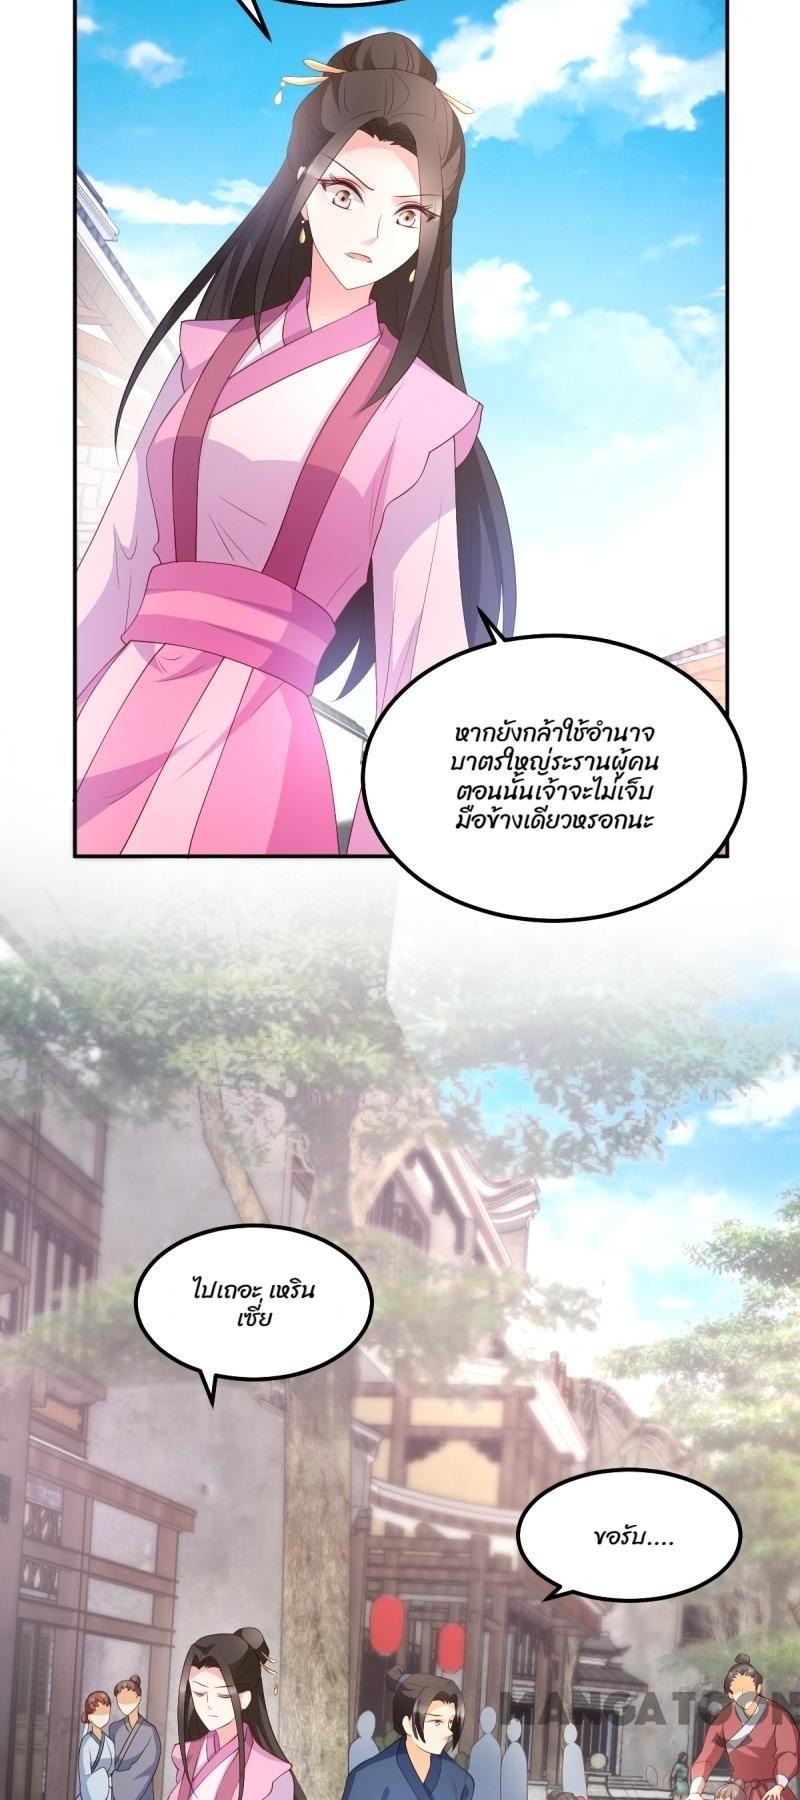 หากยังกล้าใช้อำนาจ
บาตรใหญ่ระรานผู้คน
ตอนนั้นเจ้าจะไม่เจ็บ
มือข้างเดียวหรอกนะ
ไปเถอะ เหริน
เซี่ย
ขอรับ....
MANGATOON